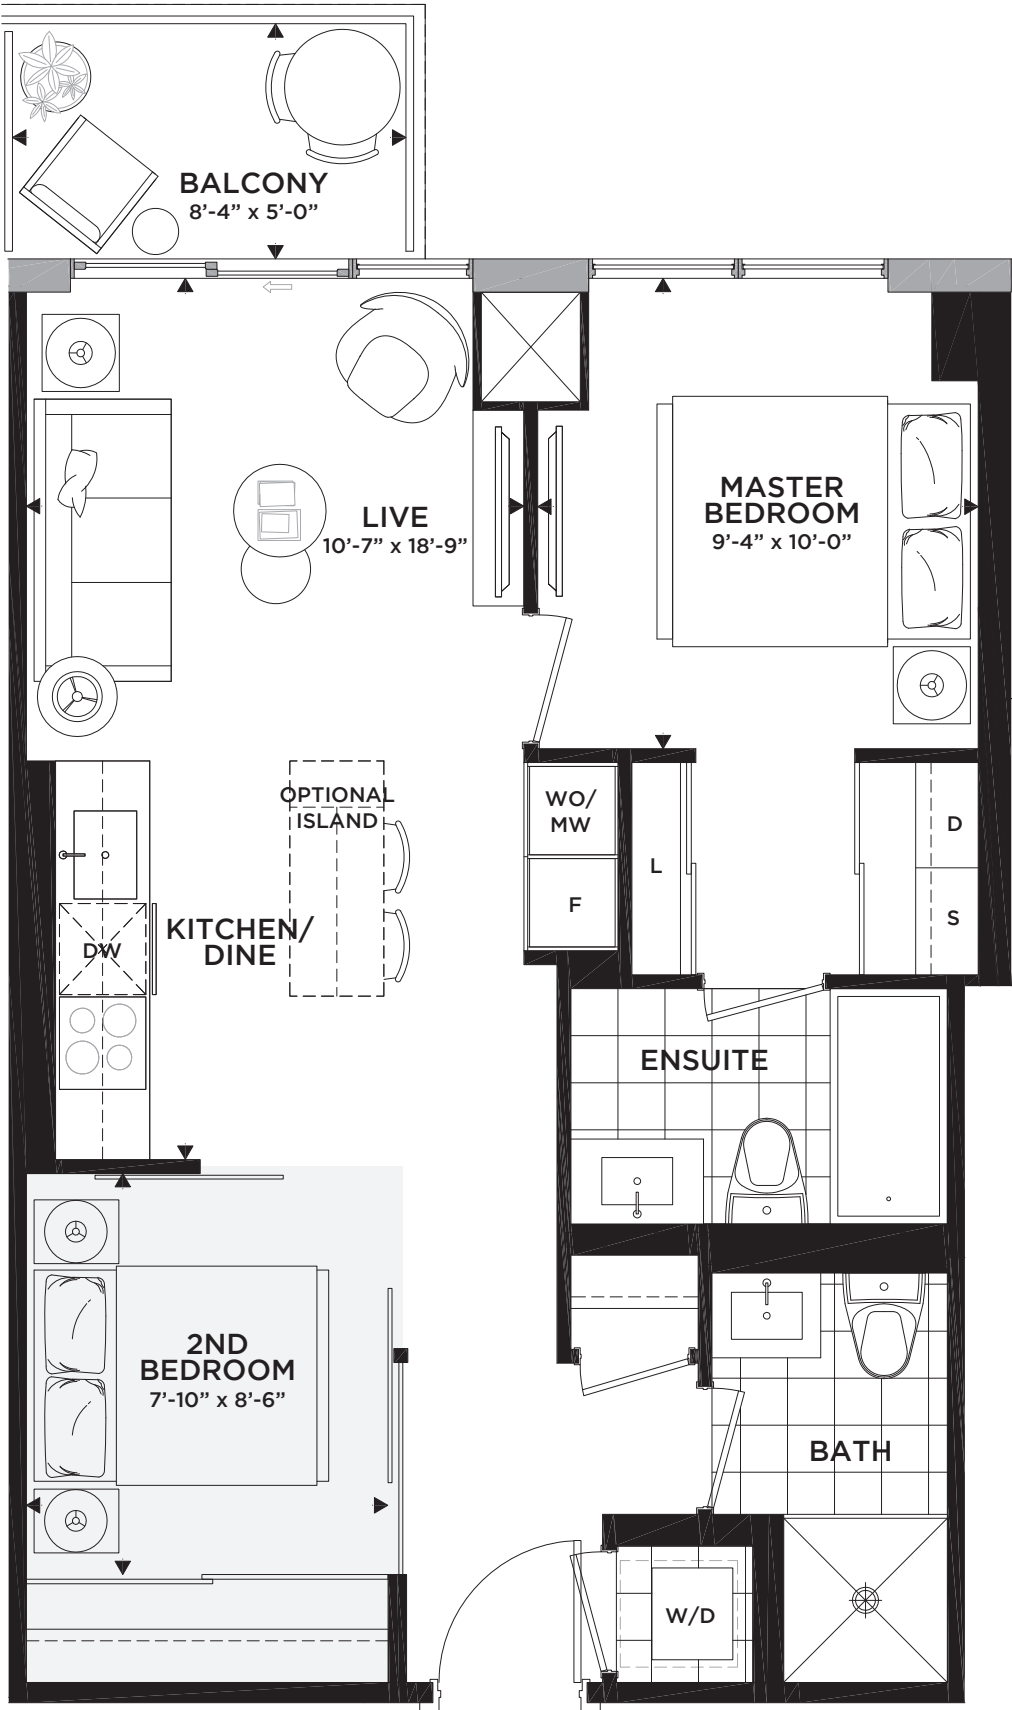 BALCONY
8’-4” x 5’-0”
LIVE
10’-7” x 18’-9”
MASTER
BEDROOM
9’-4” x 10’-0”
OPTIONAL
ISLAND
WO/
MW
F
L
D
S
KITCHEN/
DINE
DW
ENSUITE
2ND
BEDROOM
7’-10” x 8’-6”
BATH
W/D